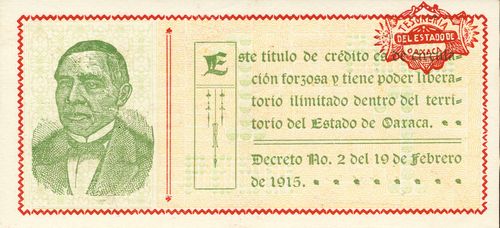 TESORERIA
DEL ESTADO DE
OAXACA
Este titulo de crédito es de circula-
ción forzosa y tiene poder libera-
torio ilimitado dentro del terri-
torio del Estado de Oaxaca.
Decreto No. 2 del 19 de Febrero
de 1915.